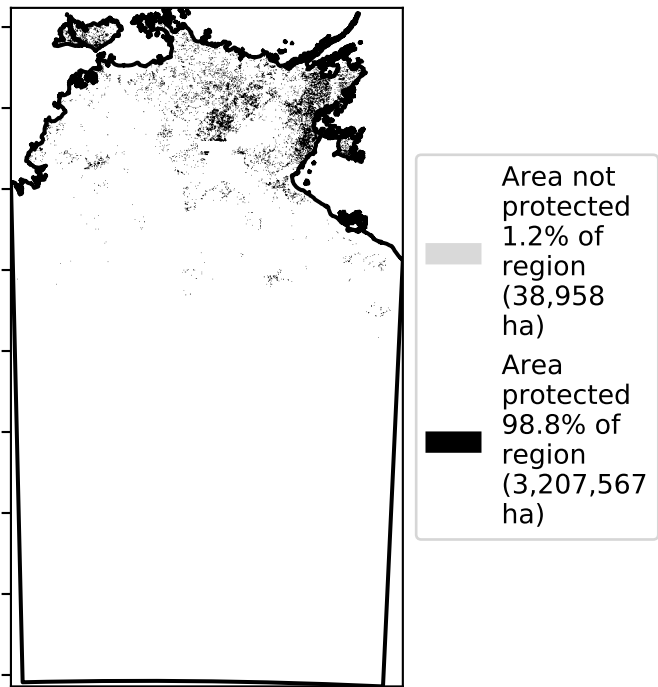 Area not
protected
1.2% of
region
(38,958
ha)
Area
protected
98.8% of
region
(3,207,567
ha)